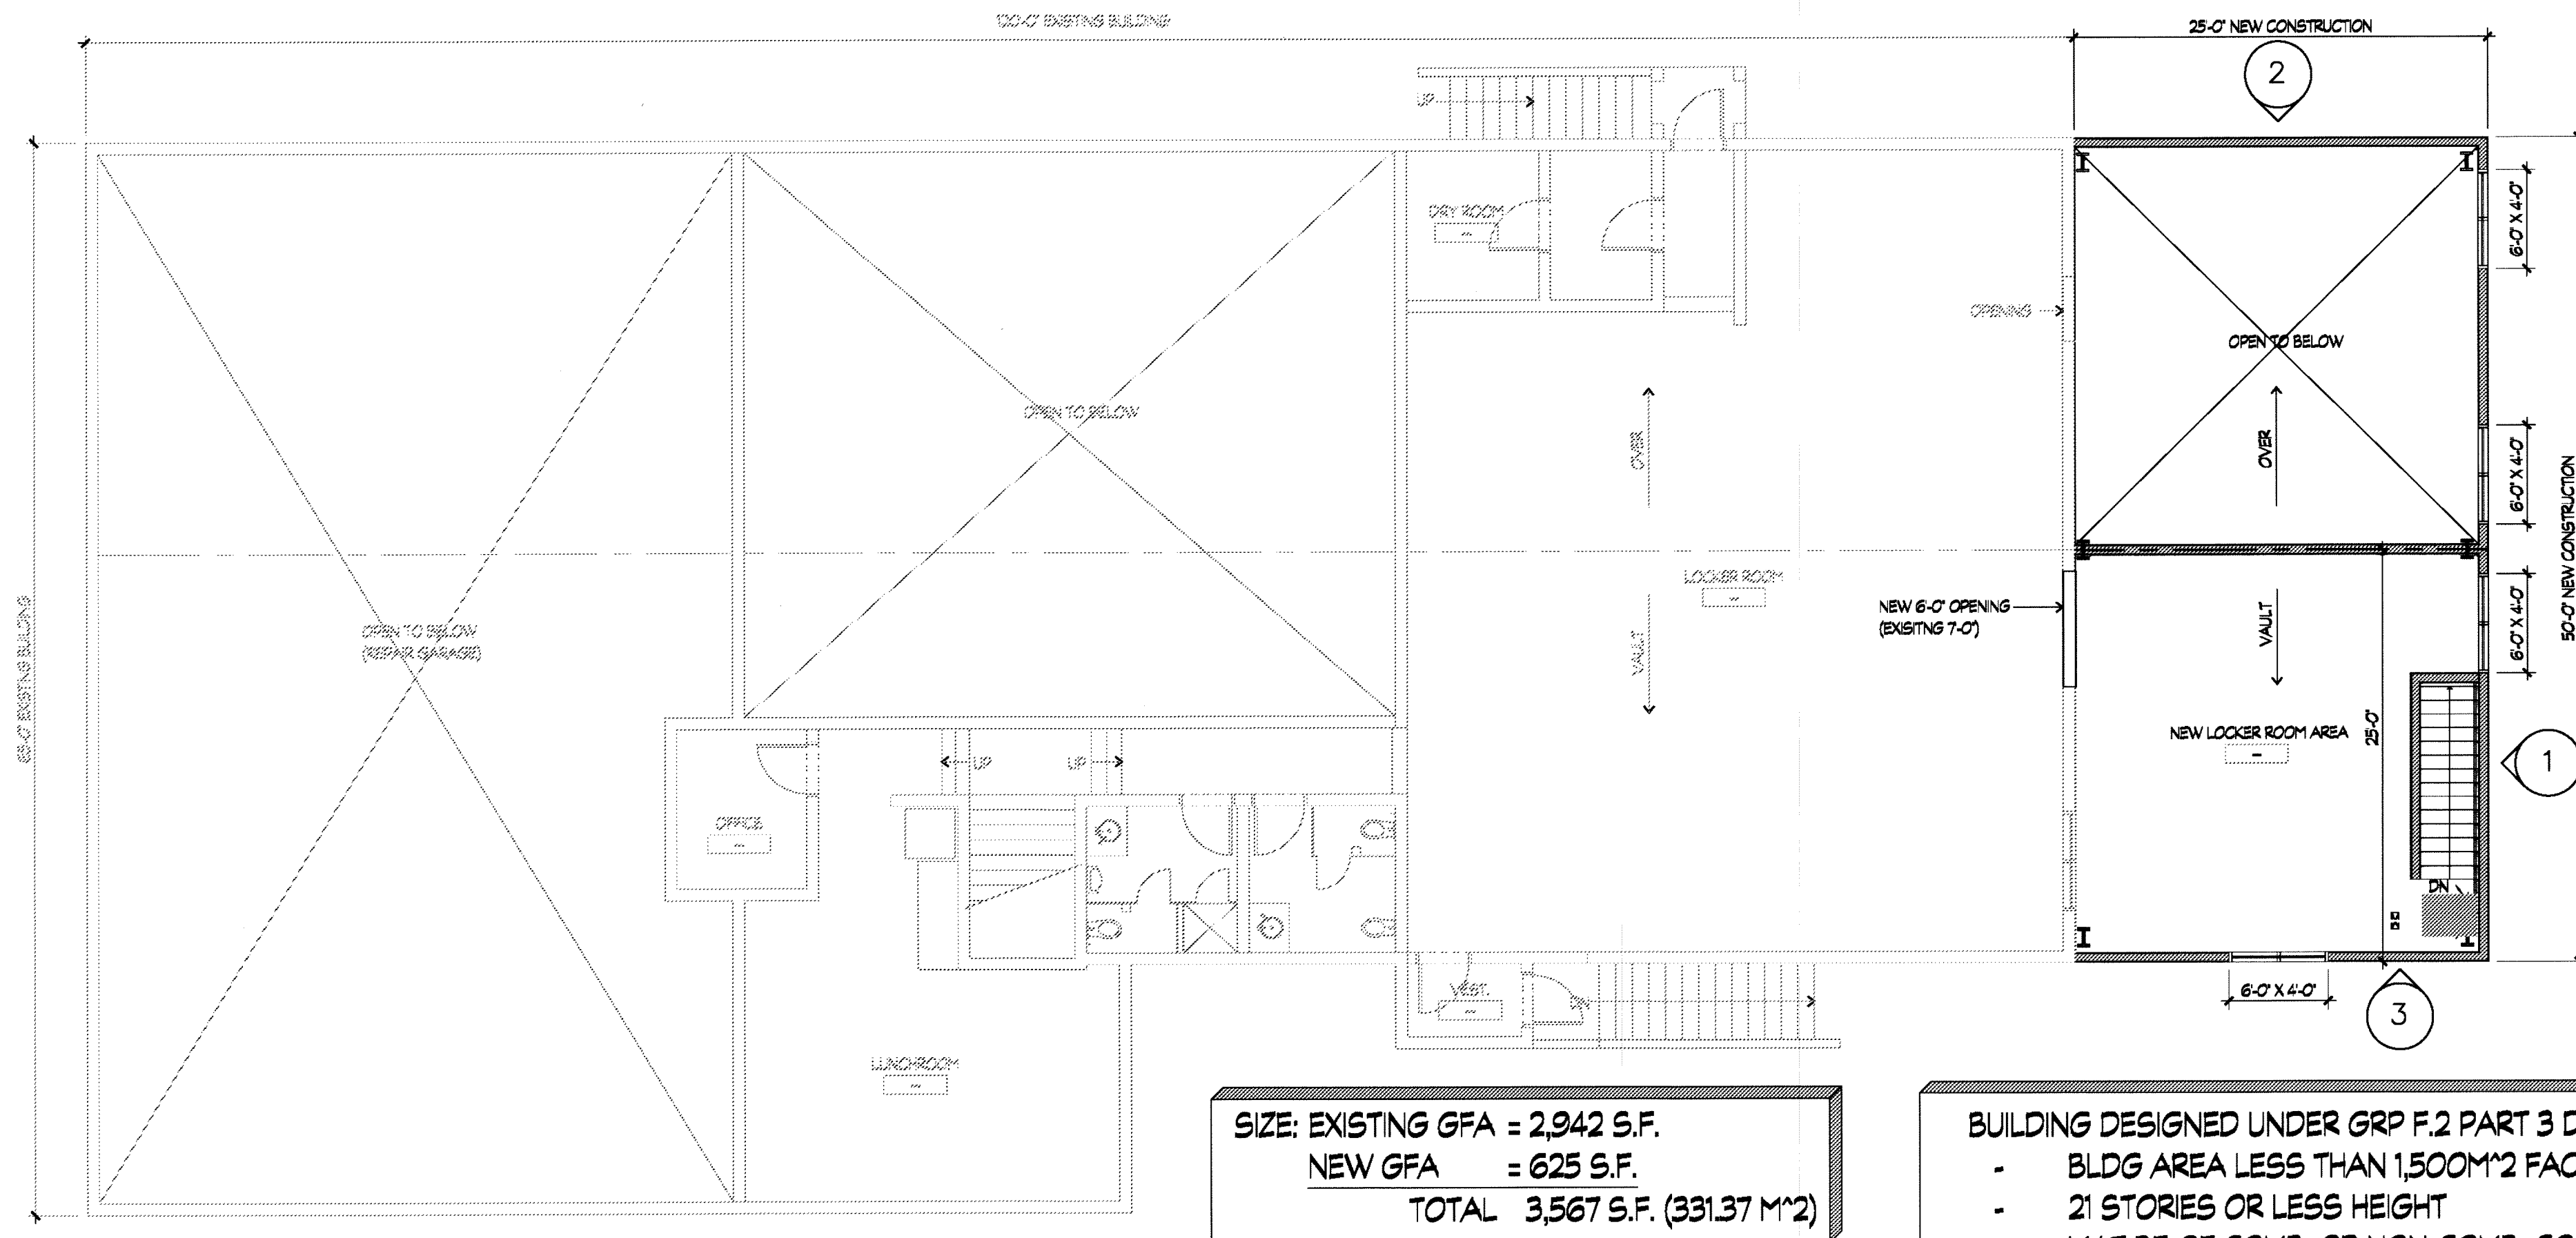 120'-0" EXISTING BUILDING
25'-0" NEW CONSTRUCTION
2
UP
DRY ROOM
6'-0" X 4'-0"
OPENING
OPEN TO BELOW
OPEN TO BELOW
OVER
OVER
6'-0" X 4'-0"
50'-0" NEW CONSTRUCTION
LOCKER ROOM
NEW 6'-0" OPENING
(EXISITNG 7'-0")
6'-0" X 4'-0"
65'-0" EXISTING BUILDING
OPEN TO BELOW
(REPAIR GARAGE)
VAULT
VAULT
25'-0"
NEW LOCKER ROOM AREA
1
UP
UP
OFFICE
DN
VEST.
DN
6'-0" X 4'-0"
3
LUNCHROOM
SIZE: EXISTING GFA = 2,942 S.F.
NEW GFA = 625 S.F.
TOTAL 3,567 S.F. (331.37 M^2)
BUILDING DESIGNED UNDER GRP F.2 PART 3 D
- BLDG AREA LESS THAN 1,500M^2 FAC
- 21 STORIES OR LESS HEIGHT